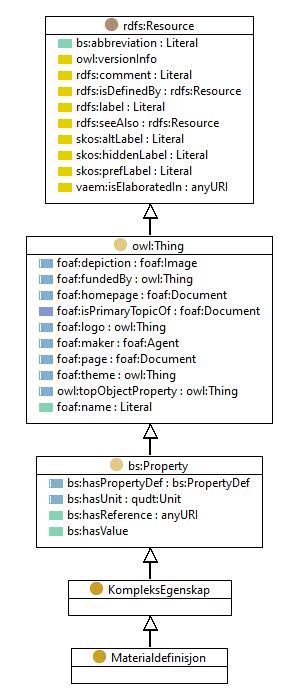 rdfs:Resource
bs:abbreviation : Literal
owl:versionInfo
rdfs:comment : Literal
rdfs:isDefinedBy : rdfs:Resource
rdfs:label : Literal
rdfs:seeAlso : rdfs:Resource
skos:altLabel : Literal
skos:hiddenLabel : Literal
skos:prefLabel : Literal
vaem:isElaboratedIn : anyURI
owl:Thing
foaf:depiction : foaf:Image
foaf:fundedBy : owl:Thing
foaf:homepage : foaf:Document
foaf:isPrimaryTopicOf : foaf:Document
foaf:logo : owl:Thing
foaf:maker : foaf:Agent
foaf:page : foaf:Document
foaf:theme : owl:Thing
owl:topObjectProperty : owl:Thing
foaf:name : Literal
bs:Property
bs:hasPropertyDef : bs:PropertyDef
bs:hasUnit : qudt:Unit
bs:hasReference : anyURI
bs:hasValue
KompleksEgenskap
Materialdefinisjon